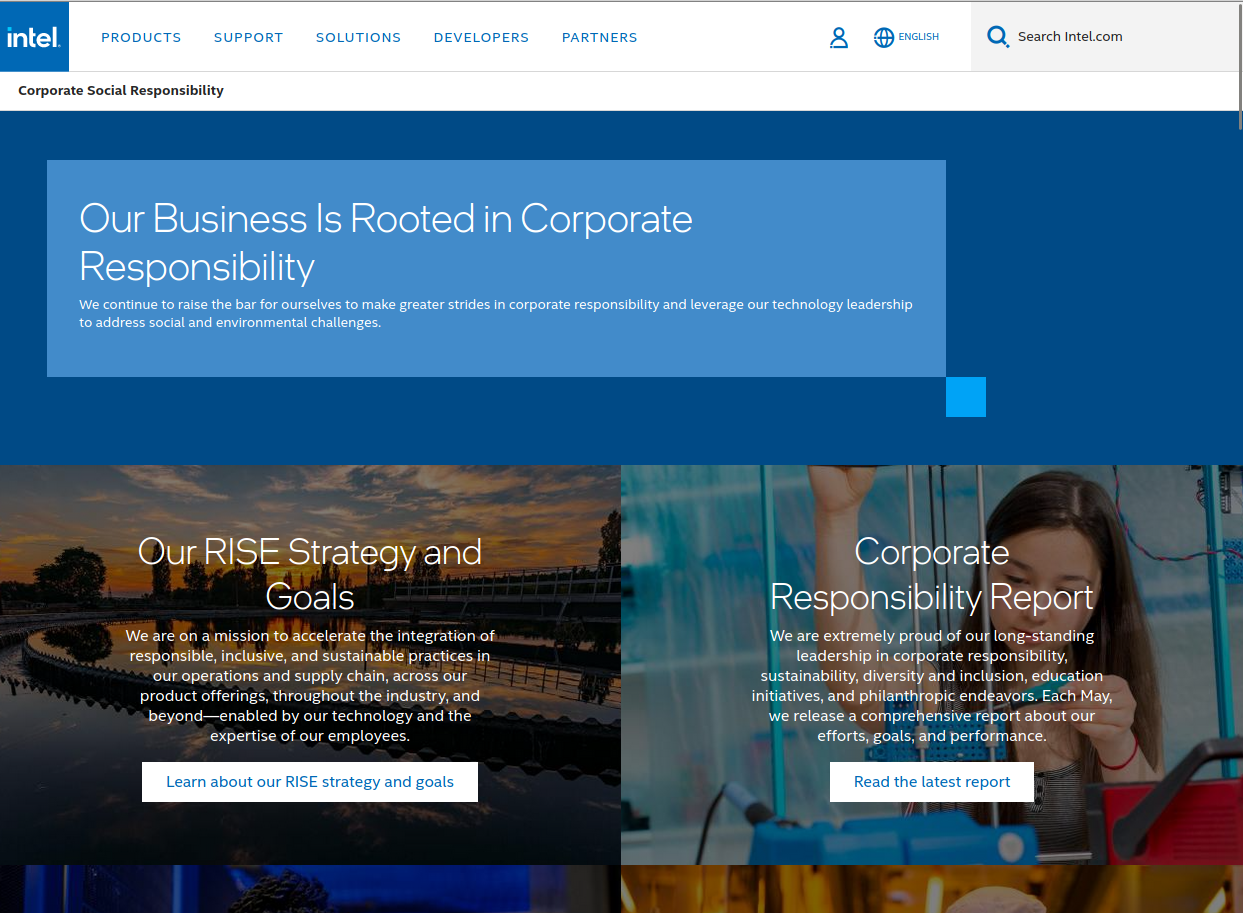 intel.
PRODUCTS
SUPPORT
SOLUTIONS
DEVELOPERS
PARTNERS
ENGLISH
Search Intel.com
Corporate Social Responsibility
Our Business Is Rooted in Corporate
Responsibility
We continue to raise the bar for ourselves to make greater strides in corporate responsibility and leverage our technology leadership
to address social and environmental challenges.
Our RISE Strategy and
Goals
We are on a mission to accelerate the integration of
responsible, inclusive, and sustainable practices in
our operations and supply chain, across our
product offerings, throughout the industry, and
beyond—enabled by our technology and the
expertise of our employees.
Learn about our RISE strategy and goals
Corporate
Responsibility Report
We are extremely proud of our long-standing
leadership in corporate responsibility,
sustainability, diversity and inclusion, education
initiatives, and philanthropic endeavors. Each May,
we release a comprehensive report about our
efforts, goals, and performance.
Read the latest report